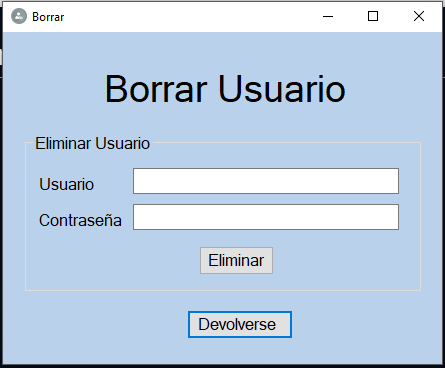 Borrar
Borrar Usuario
Eliminar Usuario
Usuario
Contraseña
Eliminar
Devolverse